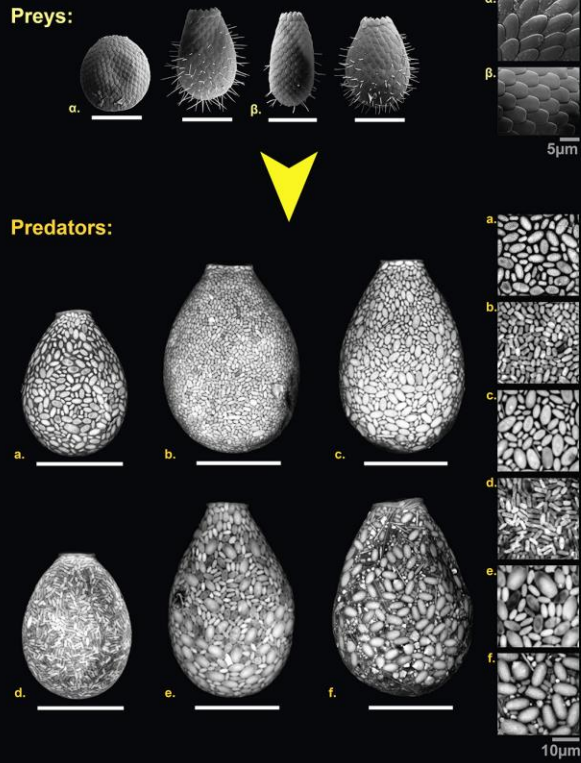 Preys:
α.
β.
α.
β.
5μm
Predators:
a.
b.
c.
d.
e.
f.
a.
b.
c.
d.
e.
f.
10μm